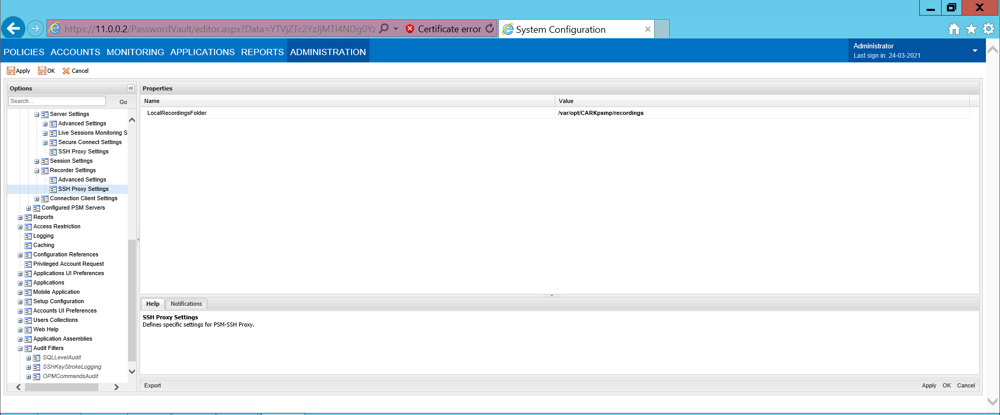 https://11.0.0.2/PasswordVault/editor.aspx?Data=YTVjZTc2YzJjMTI4NDg0Yz
Certificate error
System Configuration
POLICIES ACCOUNTS MONITORING APPLICATIONS REPORTS ADMINISTRATION
Administrator
Last sign in: 24-03-2021
Apply OK Cancel
Options
Search...
Go
Server Settings
Advanced Settings
Live Sessions Monitoring S
Secure Connect Settings
SSH Proxy Settings
Session Settings
Recorder Settings
Advanced Settings
SSH Proxy Settings
Connection Client Settings
Configured PSM Servers
Reports
Access Restriction
Logging
Caching
Configuration References
Privileged Account Request
Applications UI Preferences
Applications
Mobile Application
Setup Configuration
Accounts UI Preferences
Users Collections
Web Help
Application Assemblies
Audit Filters
SQLLevelAudit
SSHKeyStrokeLogging
OPMCommandsAudit
Properties
Name Value
LocalRecordingsFolder /var/opt/CARKpsmp/recordings
Help Notifications
SSH Proxy Settings
Defines specific settings for PSM-SSH Proxy.
Export
Apply OK Cancel